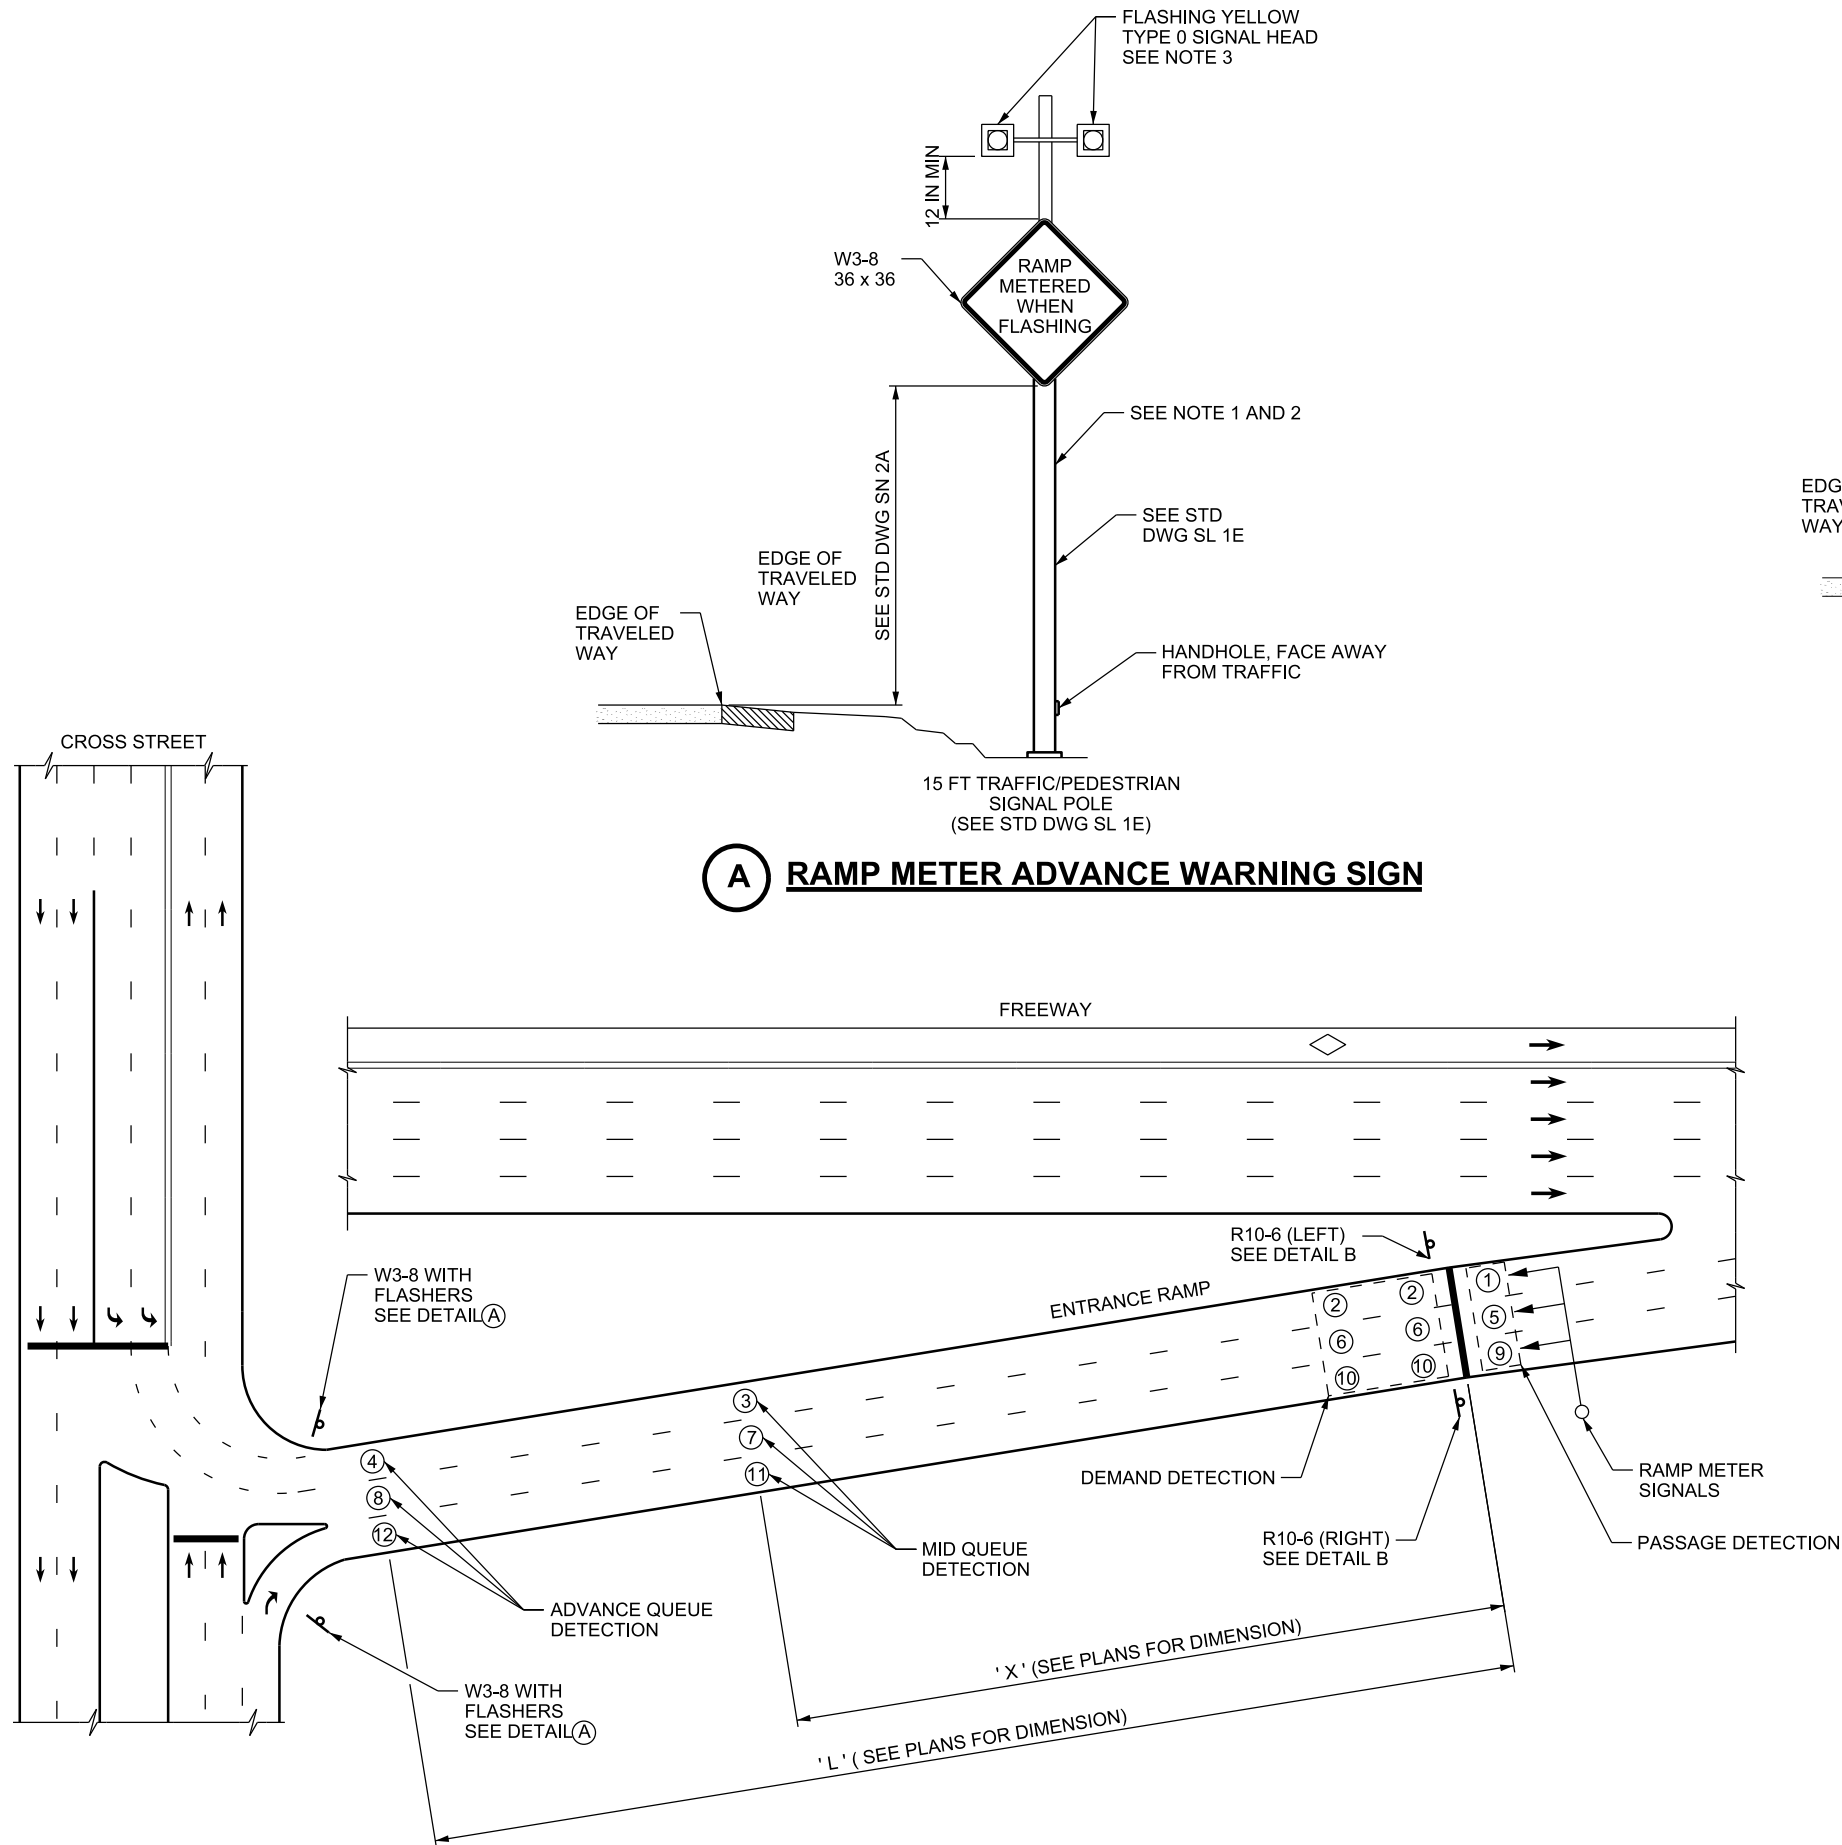 FLASHING YELLOW
TYPE 0 SIGNAL HEAD
SEE NOTE 3
12 IN MIN
W3-8
36 x 36
RAMP
METERED
WHEN
FLASHING
SEE NOTE 1 AND 2
SEE STD DWG SN 2A
SEE STD
DWG SL 1E
EDGE OF
TRAVELED
WAY
EDGE OF
TRAVELED
WAY
HANDHOLE, FACE AWAY
FROM TRAFFIC
15 FT TRAFFIC/PEDESTRIAN
SIGNAL POLE
(SEE STD DWG SL 1E)
A RAMP METER ADVANCE WARNING SIGN
WAY
CROSS STREET
FREEWAY
R10-6 (LEFT)
SEE DETAIL B
W3-8 WITH
FLASHERS
SEE DETAIL A
ENTRANCE RAMP
1
2
2
5
6
6
9
10
10
3
7
11
4
8
12
DEMAND DETECTION
RAMP METER
SIGNALS
R10-6 (RIGHT)
SEE DETAIL B
PASSAGE DETECTION
MID QUEUE
DETECTION
ADVANCE QUEUE
DETECTION
W3-8 WITH
FLASHERS
SEE DETAIL A
' X ' (SEE PLANS FOR DIMENSION)
' L ' ( SEE PLANS FOR DIMENSION)